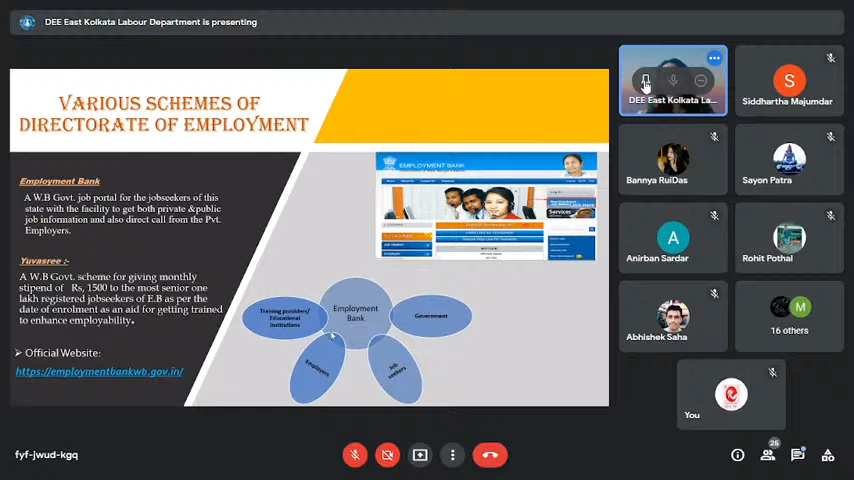 DEE East Kolkata Labour Department is presenting
VARIOUS SCHEMES OF
DIRECTORATE OF EMPLOYMENT
Employment Bank
A W.B Govt. job portal for the jobseekers of this
state with the facility to get both private &public
job information and also direct call from the Pvt.
Employers.
Yuvasree :-
A W.B Govt. scheme for giving monthly
stipend of Rs, 1500 to the most senior one
lakh registered jobseekers of E.B as per the
date of enrolment as an aid for getting trained
to enhance employability.
➢ Official Website:
https://employmentbankwb.gov.in/
EMPLOYMENT BANK
Services
Employment
Bank
Training providers/
Educational
Institutions
Government
Employers
Job
seekers
DEE East Kolkata La...
S
Siddhartha Majumdar
Bannya RuiDas
Sayon Patra
A
Anirban Sardar
Rohit Pothal
Abhishek Saha
M
16 others
You
fyf-jwud-kgq
25